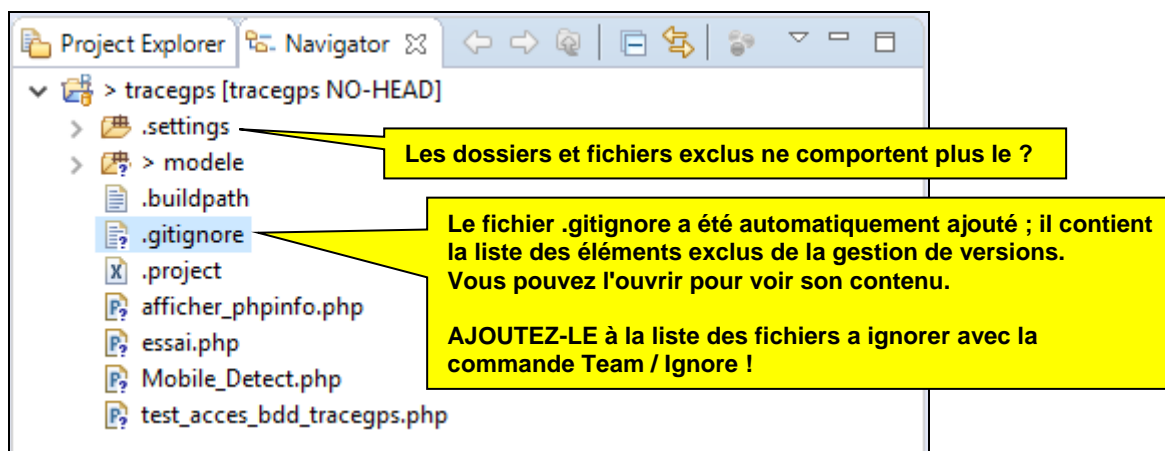 Project Explorer Navigator
> tracegps [tracegps NO-HEAD]
.settings
Les dossiers et fichiers exclus ne comportent plus le ?
> modele
.buildpath
.gitignore
Le fichier .gitignore a été automatiquement ajouté ; il contient
la liste des éléments exclus de la gestion de versions.
Vous pouvez l'ouvrir pour voir son contenu.
AJOUTEZ-LE à la liste des fichiers a ignorer avec la
commande Team / Ignore !
.project
afficher_phpinfo.php
essai.php
Mobile_Detect.php
test_acces_bdd_tracegps.php